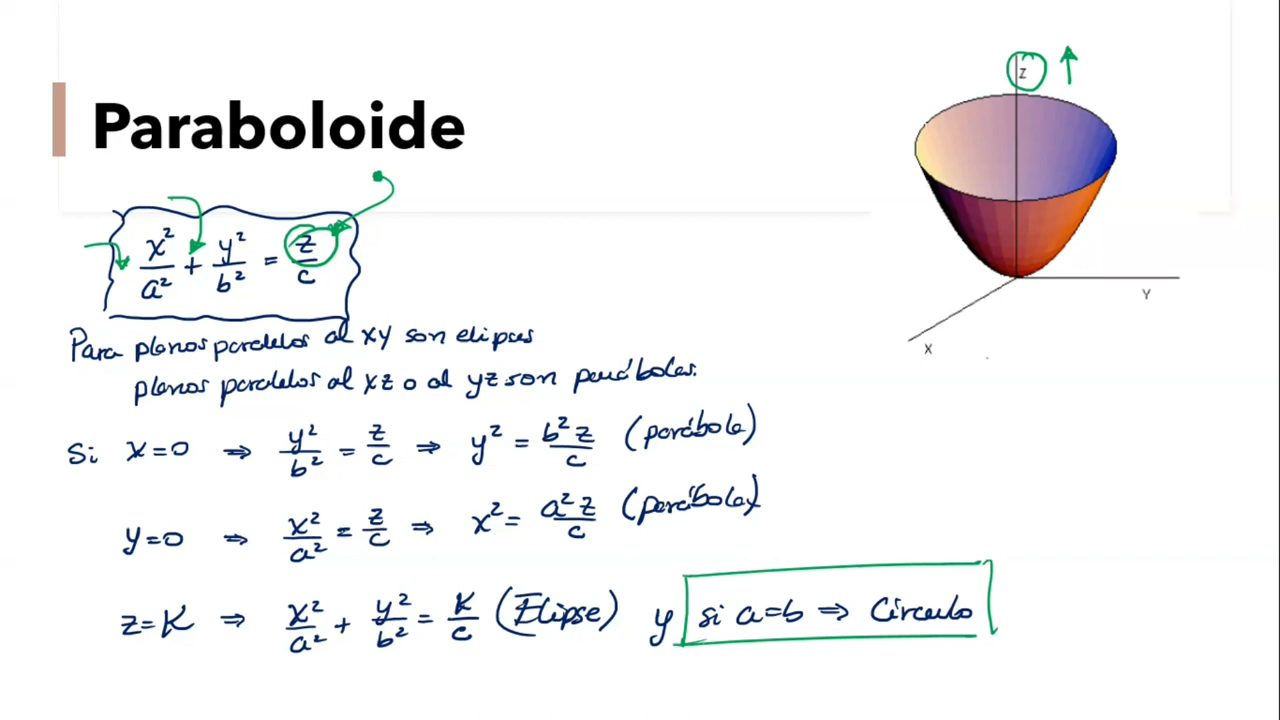 Paraboloide
x²/a² + y²/b² = z/c
Para planos paralelos al xy son elipses
planos paralelos al xz o al yz son parábolas.
Si x=0 ⇒ y²/b² = z/c ⇒ y² = b²z/c (parábola)
y=0 ⇒ x²/a² = z/c ⇒ x² = a²z/c (parábola)
z=K ⇒ x²/a² + y²/b² = K/c (Elipse) y si a=b ⇒ Círculo
Z
Y
X